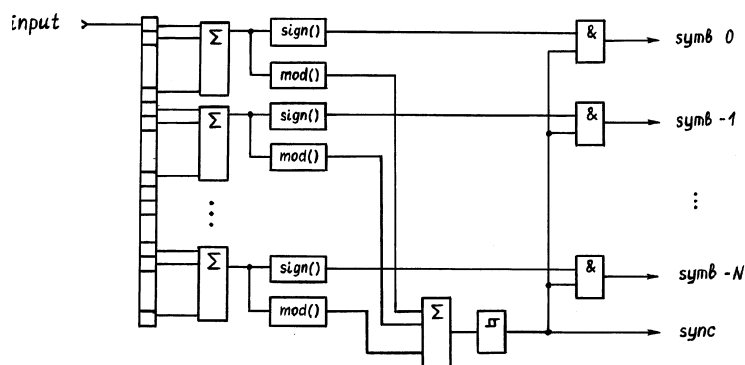 input
Σ
sign()
&
symb 0
mod()
Σ
sign()
&
symb -1
mod()
Σ
sign()
&
symb -N
mod()
Σ
sync